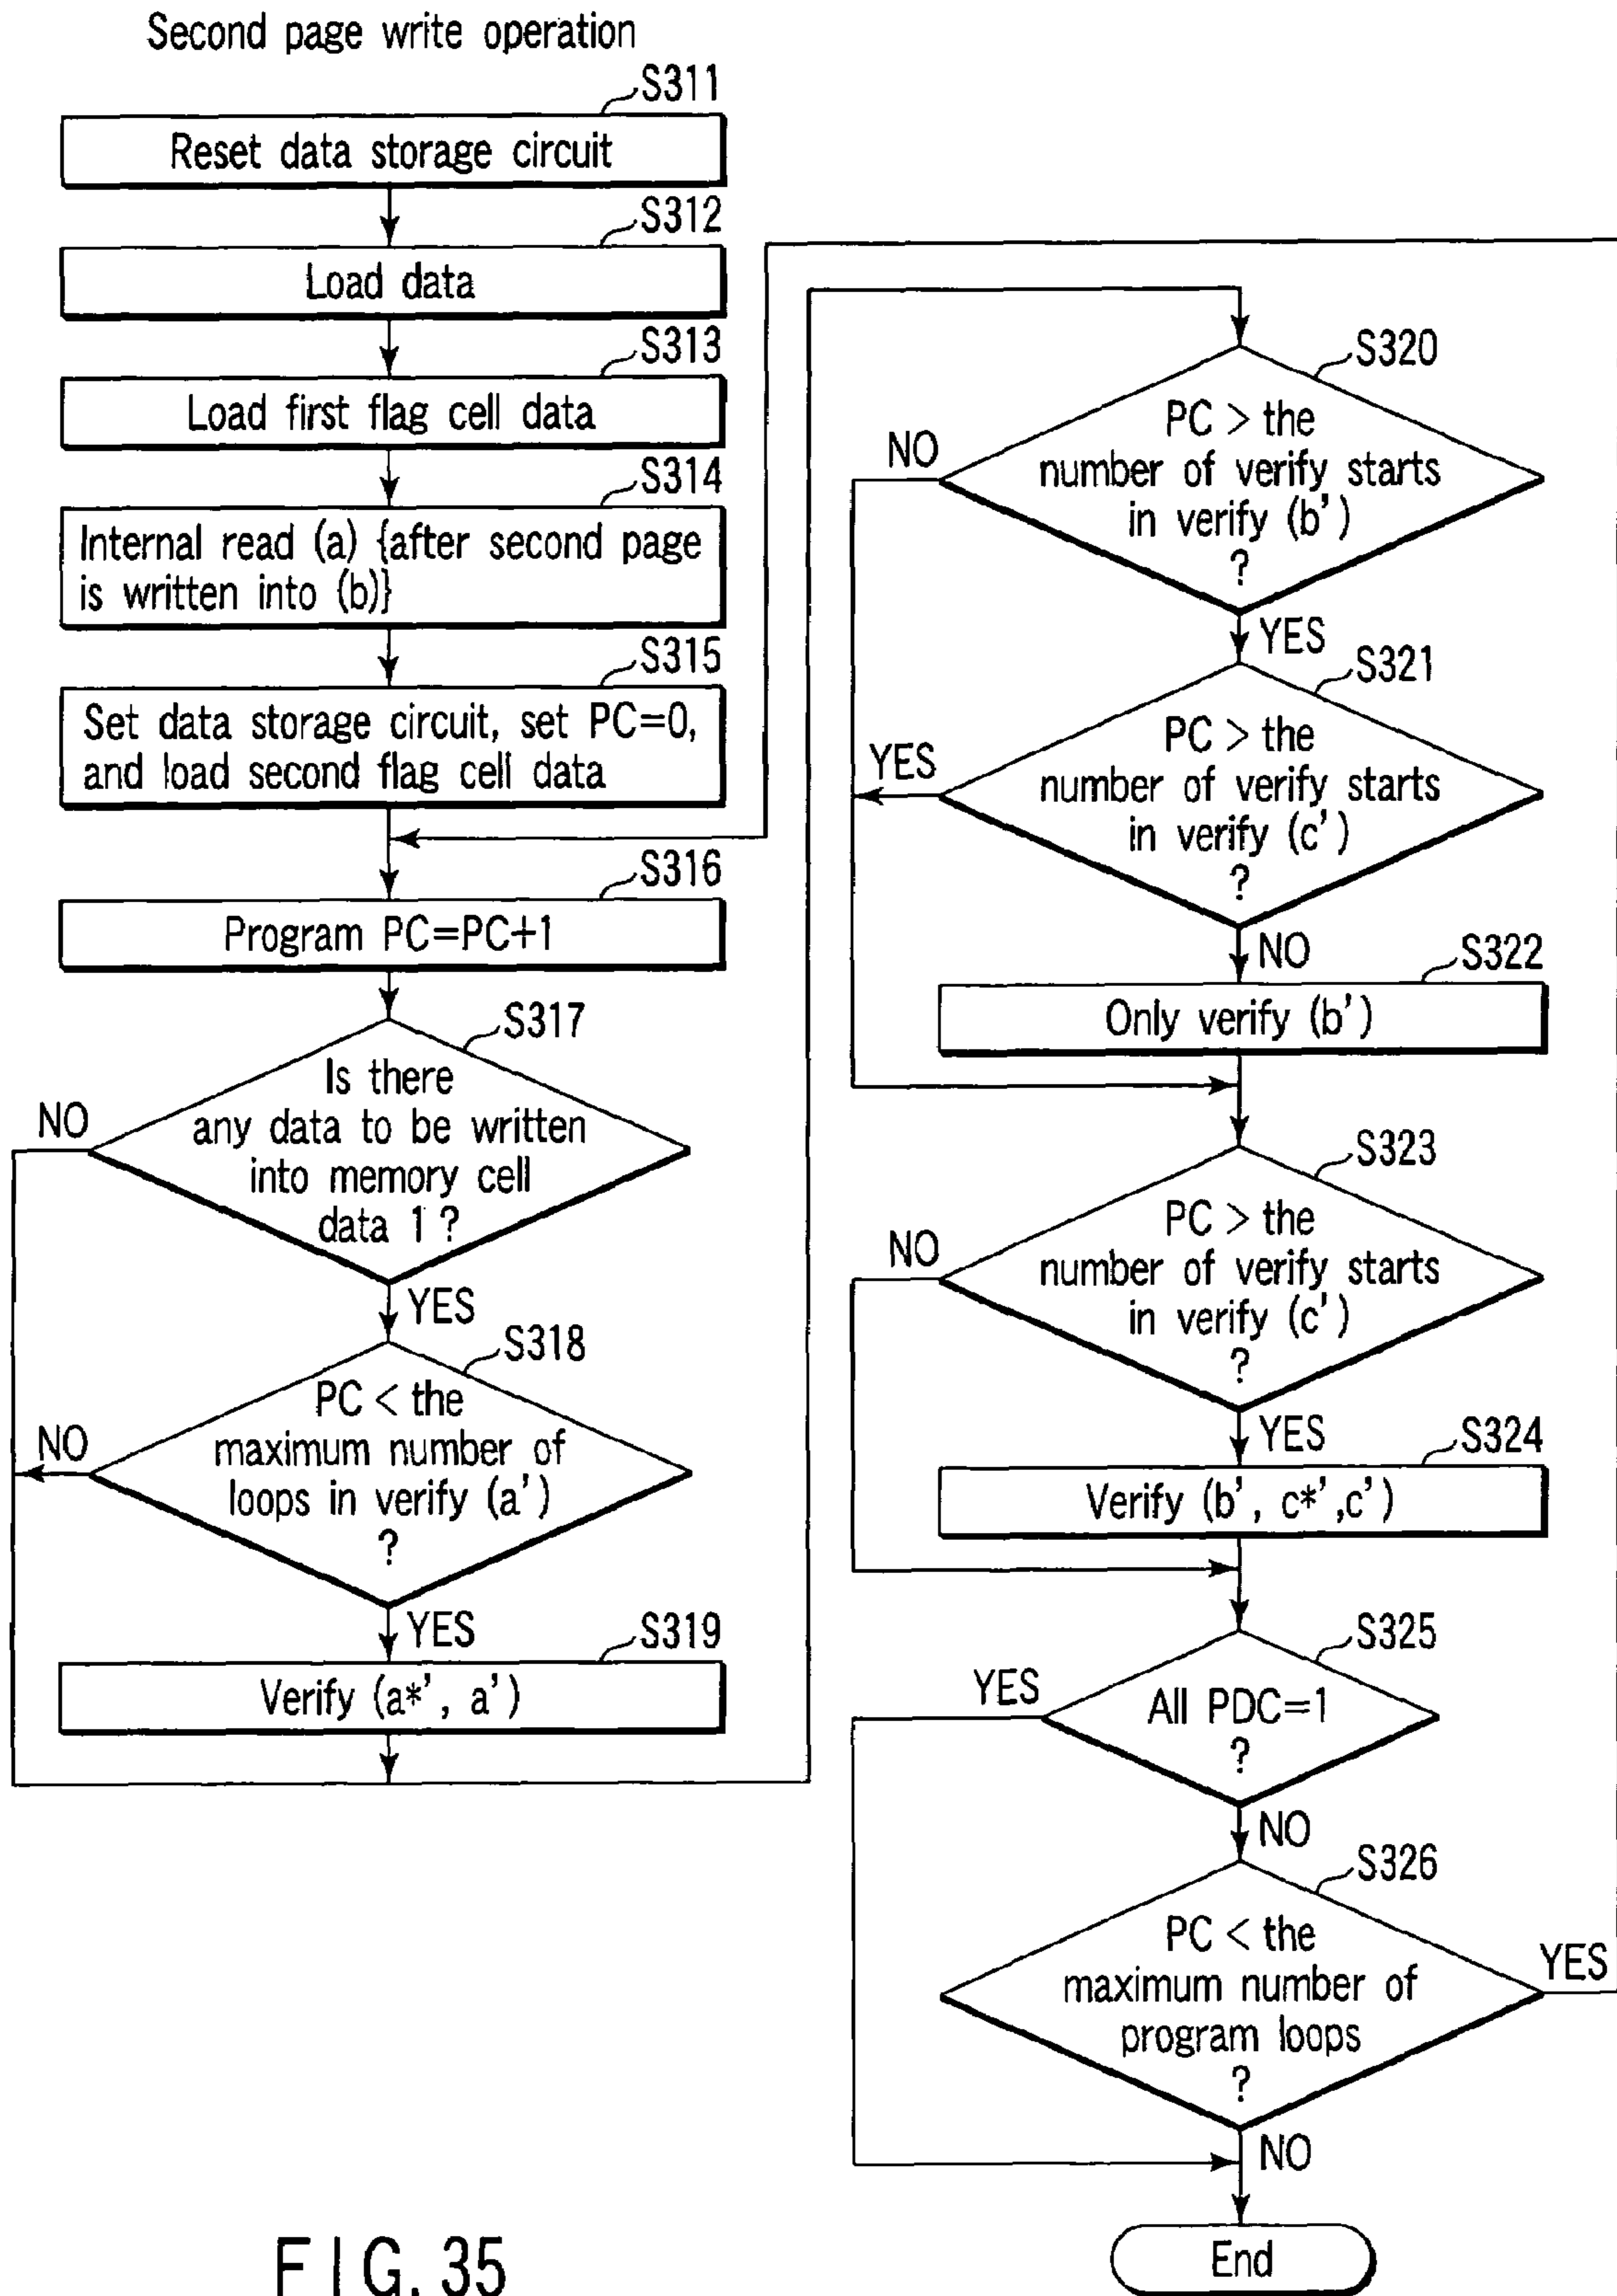 Second page write operation
S311
Reset data storage circuit
S312
Load data
S313
Load first flag cell data
S314
Internal read (a) {after second page
is written into (b)}
S315
Set data storage circuit, set PC=0,
and load second flag cell data
S316
Program PC=PC+1
S317
Is there
any data to be written
into memory cell
data 1 ?
NO
YES
S318
PC < the
maximum number of
loops in verify (a')
?
NO
YES
S319
Verify (a*', a')
S320
PC > the
number of verify starts
in verify (b')
?
NO
YES
S321
PC > the
number of verify starts
in verify (c')
?
YES
NO
S322
Only verify (b')
S323
PC > the
number of verify starts
in verify (c')
?
NO
YES
S324
Verify (b', c*',c')
S325
All PDC=1
?
YES
NO
S326
PC < the
maximum number of
program loops
?
YES
NO
End
FIG. 35